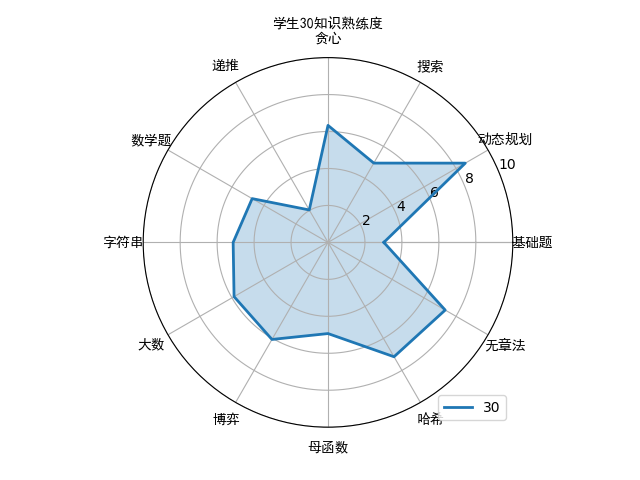 学生30知识熟练度
贪心
递推
搜索
数学题
动态规划
10
8
6
4
2
字符串
基础题
大数
无章法
博弈
哈希
30
母函数